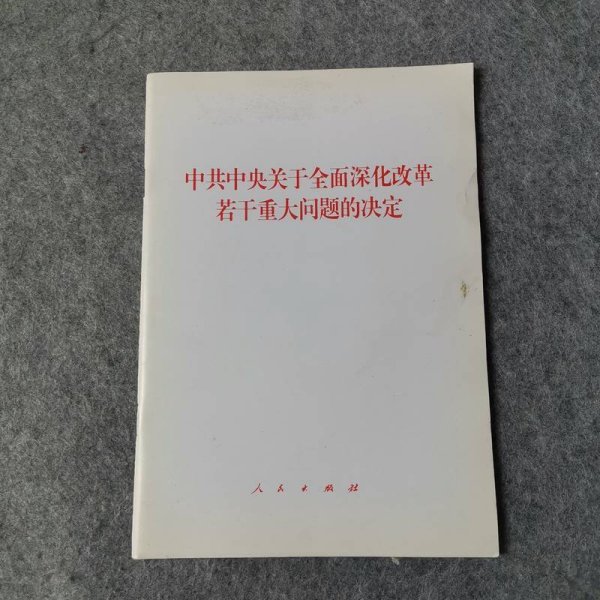 中共中央关于全面深化改革
若干重大问题的决定
人民出版社